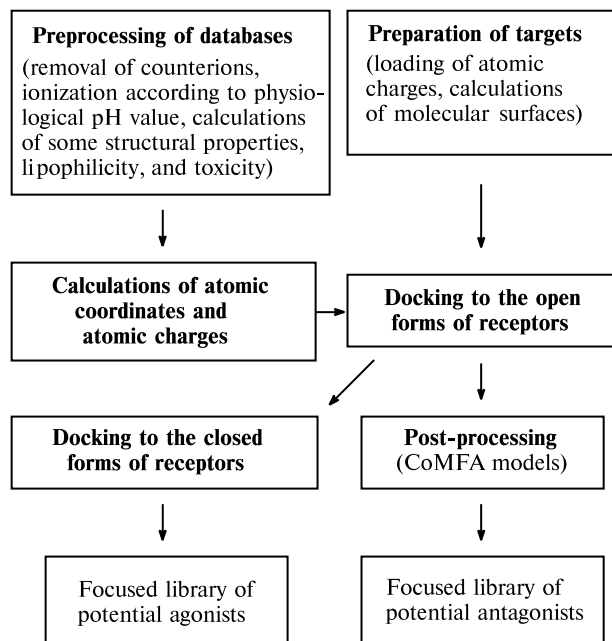 Preprocessing of databases
(removal of counterions,
ionization according to physio-
logical pH value, calculations
of some structural properties,
lipophilicity, and toxicity)
Preparation of targets
(loading of atomic
charges, calculations
of molecular surfaces)
Calculations of atomic
coordinates and
atomic charges
Docking to the open
forms of receptors
Docking to the closed
forms of receptors
Post-processing
(CoMFA models)
Focused library of
potential agonists
Focused library of
potential antagonists